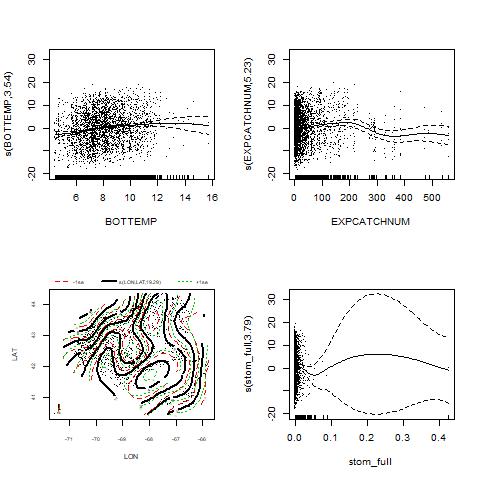 s(BOTTEMP,3.54)
30
20
10
0
-20
6 8 10 12 14 16
BOTTEMP
s(EXPCATCHNUM,5.23)
30
20
10
0
-20
0 100 200 300 400 500
EXPCATCHNUM
-1se s(LON,LAT,19.29) +1se
LAT
44
43
42
41
-71 -70 -69 -68 -67 -66
LON
s(stom_full,3.79)
30
20
10
0
-20
0.0 0.1 0.2 0.3 0.4
stom_full